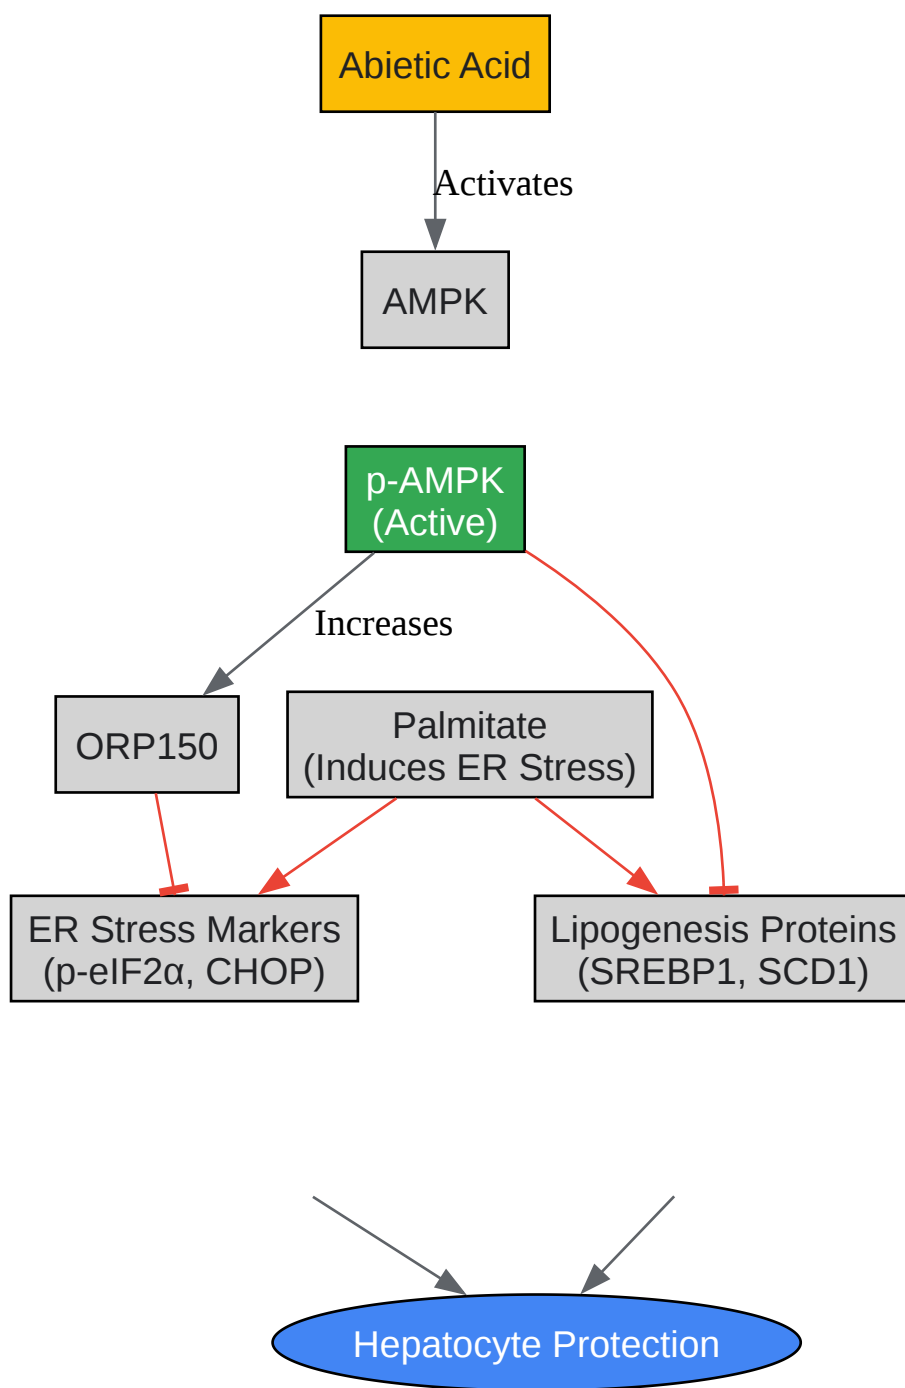 Abietic Acid
Activates
AMPK
p-AMPK
(Active)
Increases
ORP150
Palmitate
(Induces ER Stress)
ER Stress Markers
(p-eIF2α, CHOP)
Lipogenesis Proteins
(SREBP1, SCD1)
Hepatocyte Protection